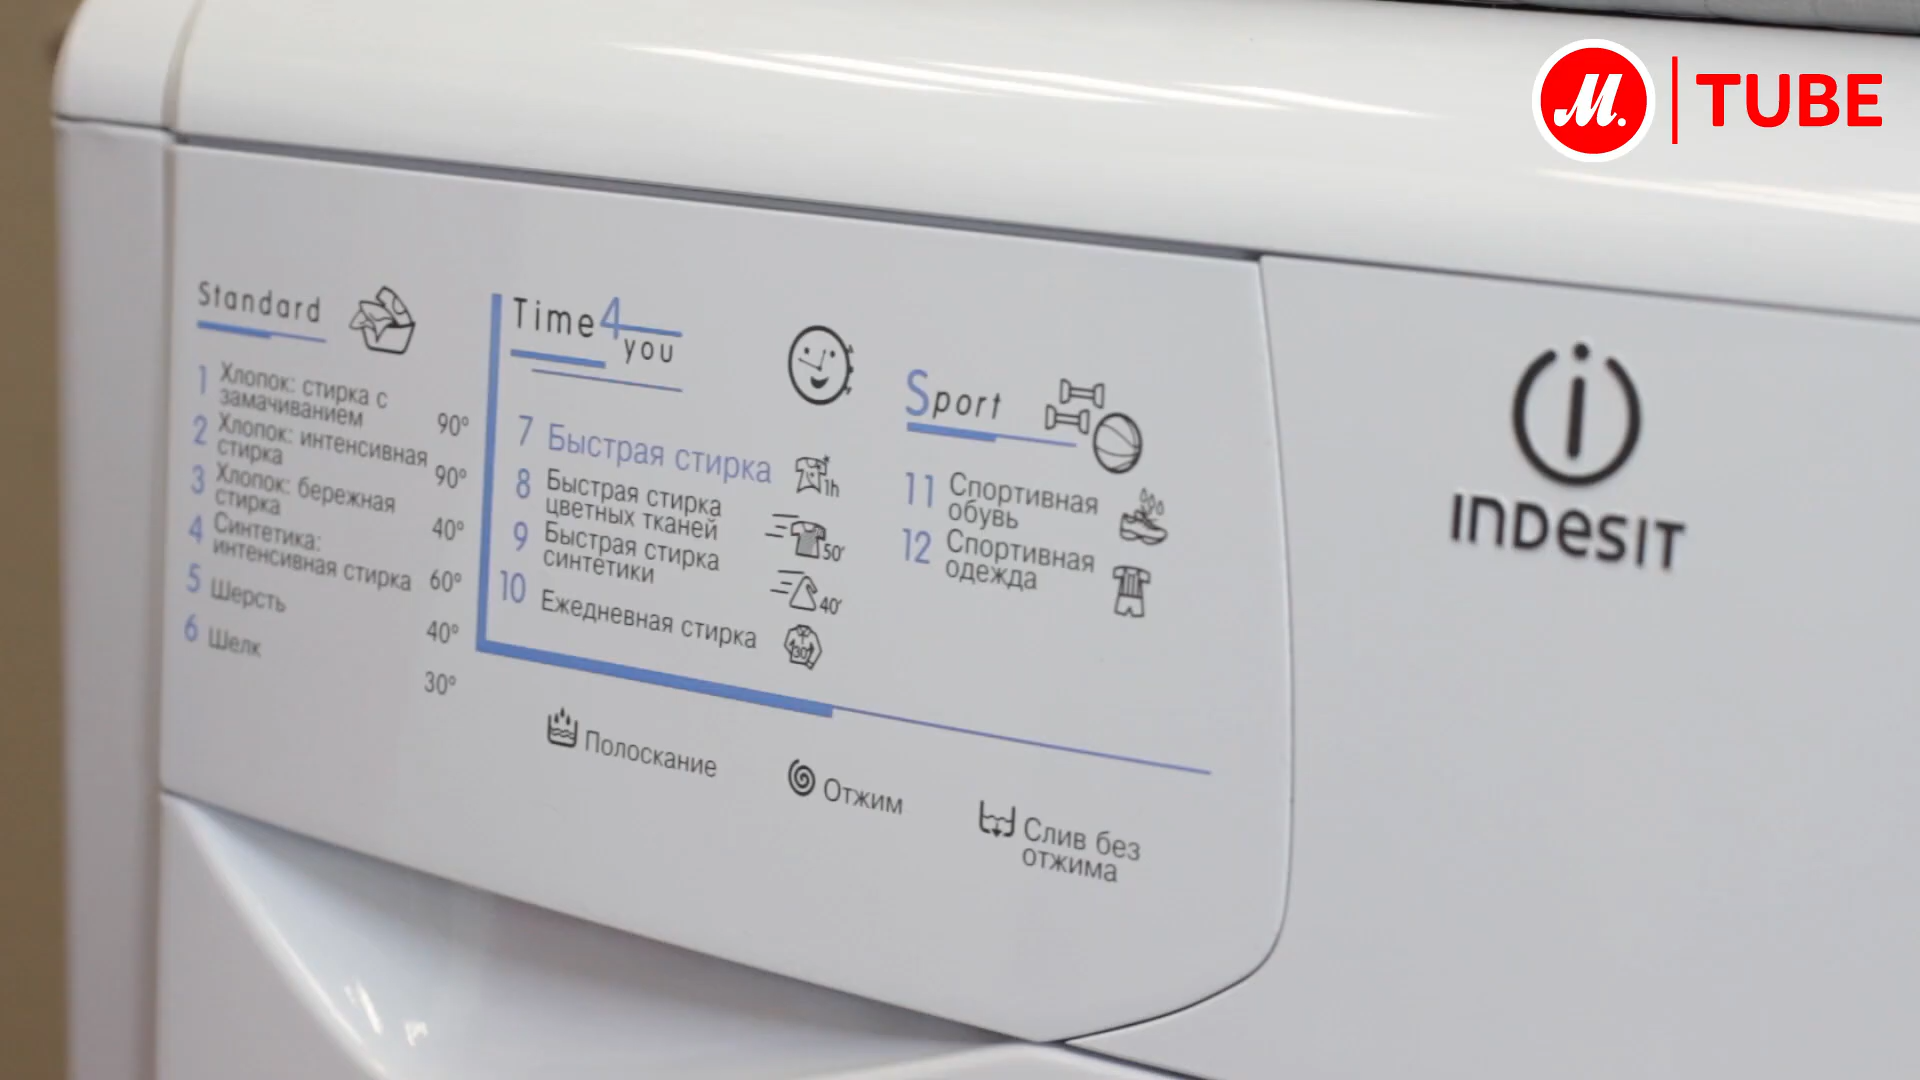 M. TUBE
Standard
1 Хлопок: стирка с
замачиванием 90°
2 Хлопок: интенсивная
стирка 90°
3 Хлопок: бережная
стирка 40°
4 Синтетика:
интенсивная стирка 60°
5 Шерсть 40°
6 Шелк 30°
Time 4 you
7 Быстрая стирка 1h
8 Быстрая стирка
цветных тканей 50'
9 Быстрая стирка
синтетики 40'
10 Ежедневная стирка 30'
Sport
11 Спортивная
обувь
12 Спортивная
одежда
Полоскание
Отжим
Слив без
отжима
INDESIT